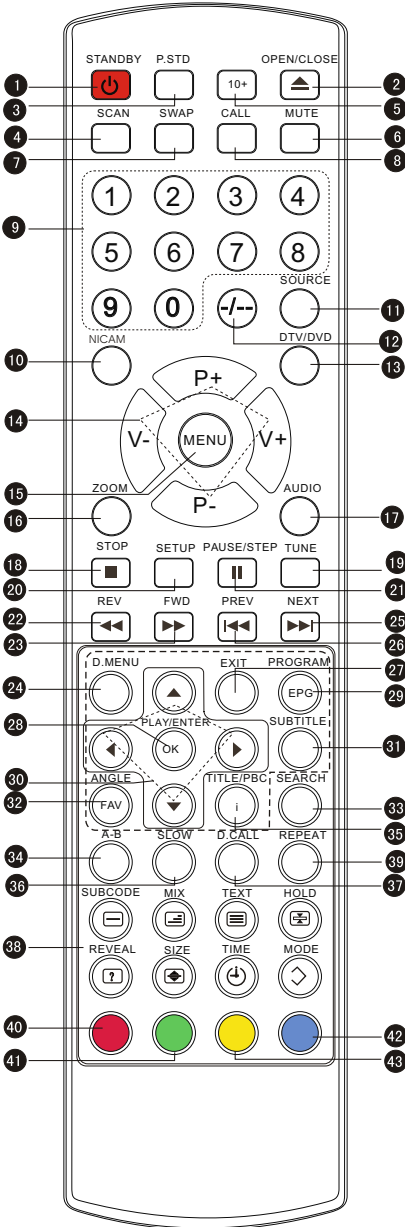 STANDBY P.STD OPEN/CLOSE
1 10+ 2
3 5
SCAN SWAP CALL MUTE
4 6
7 8
1 2 3 4
9
5 6 7 8
SOURCE
9 0 -/-- 11
12
NICAM DTV/DVD
10 13
P+
14
V- MENU V+
15
P-
ZOOM AUDIO
16 17
STOP SETUP PAUSE/STEP TUNE
18 19
20 21
REV FWD PREV NEXT
22 25
23 26
D.MENU EXIT PROGRAM
27
24 EPG 29
PLAY/ENTER SUBTITLE
28 OK 31
30
ANGLE TITLE/PBC SEARCH
32 FAV i 33
35
A-B SLOW D.CALL REPEAT
34 39
36 37
SUBCODE MIX TEXT HOLD
38 REVEAL SIZE TIME MODE
?
40 42
41 43